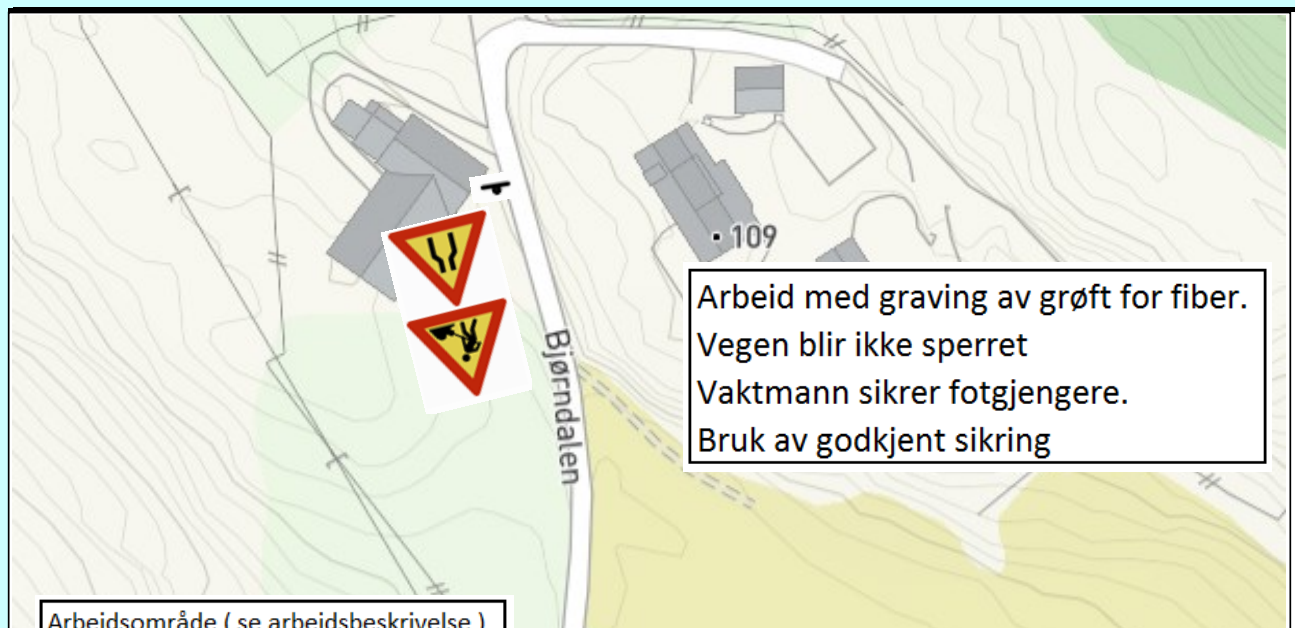 109
Arbeid med graving av grøft for fiber.
Vegen blir ikke sperret
Vaktmann sikrer fotgjengere.
Bruk av godkjent sikring
Bjørndalen
Arbeidsområde ( se arbeidsbeskrivelse )